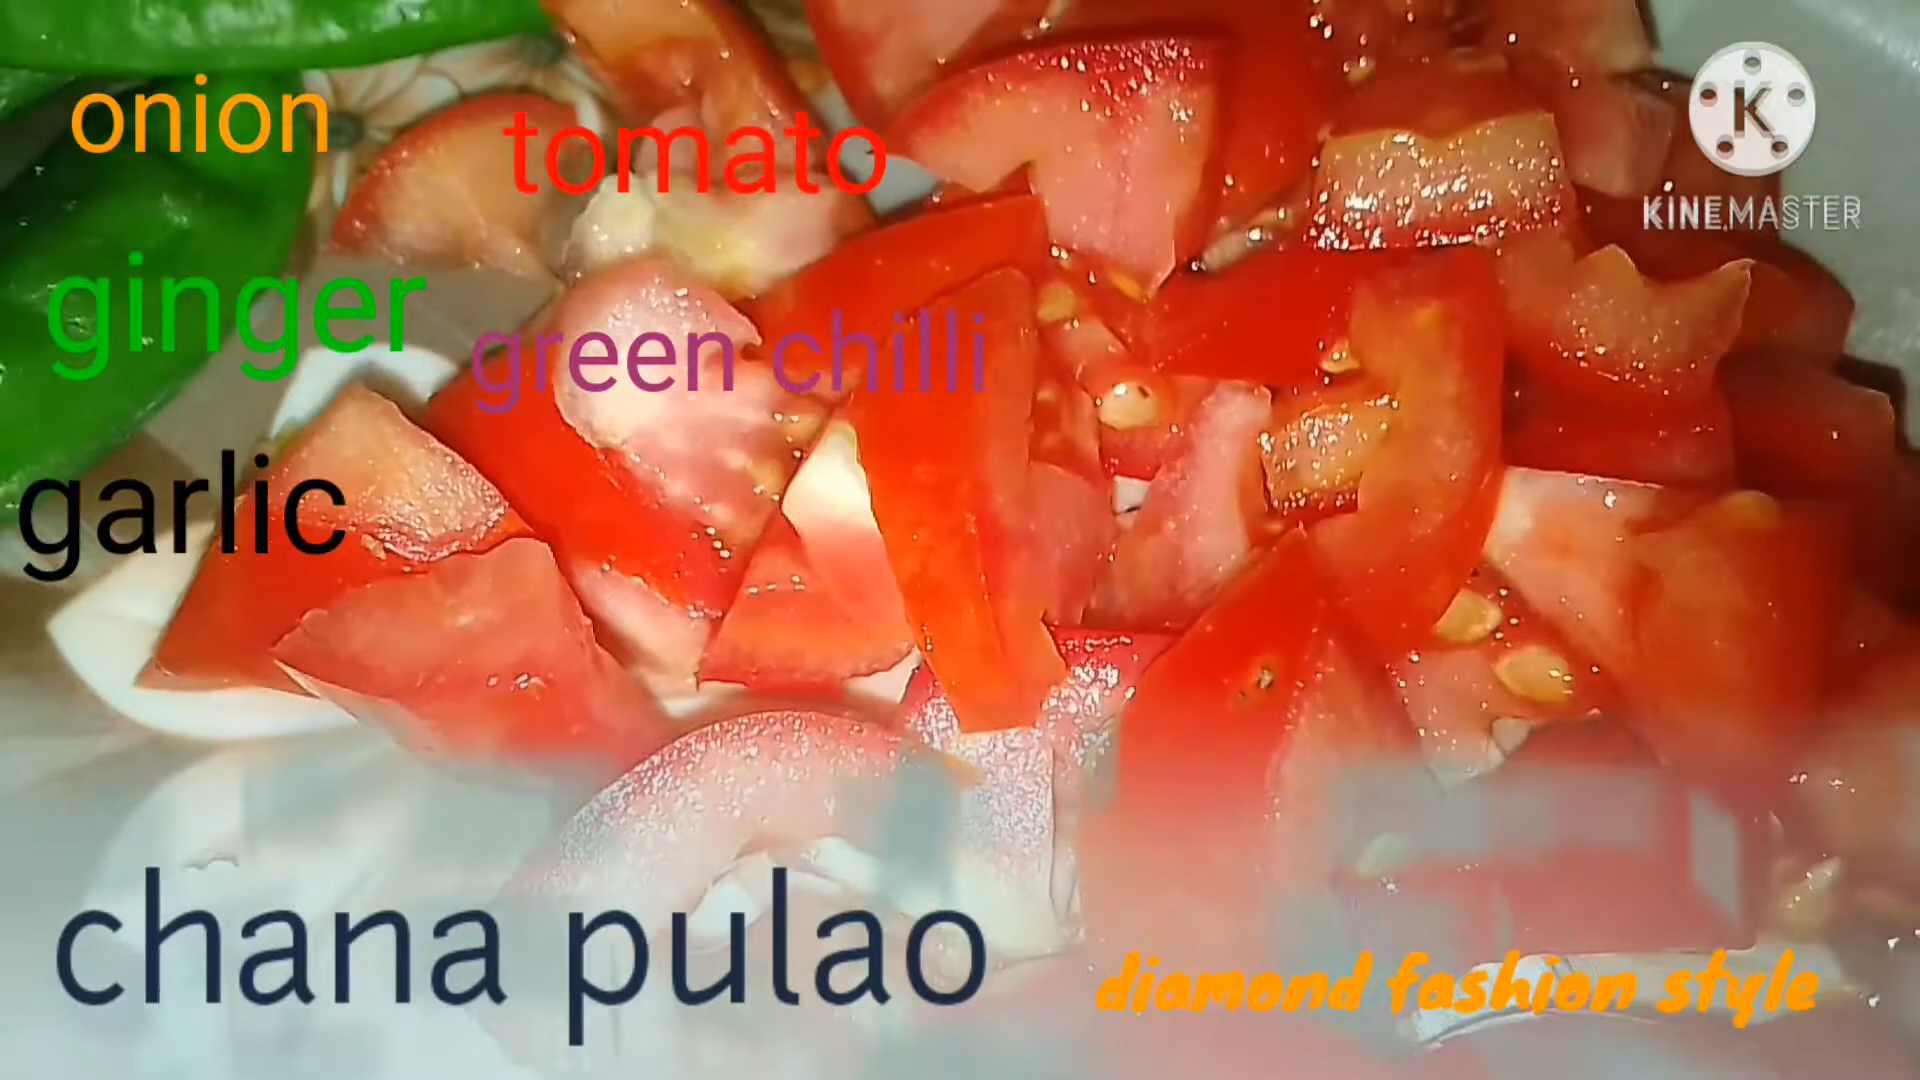 onion
tomato
ginger
green chilli
garlic
chana pulao
diamond fashion style
K
KINEMASTER